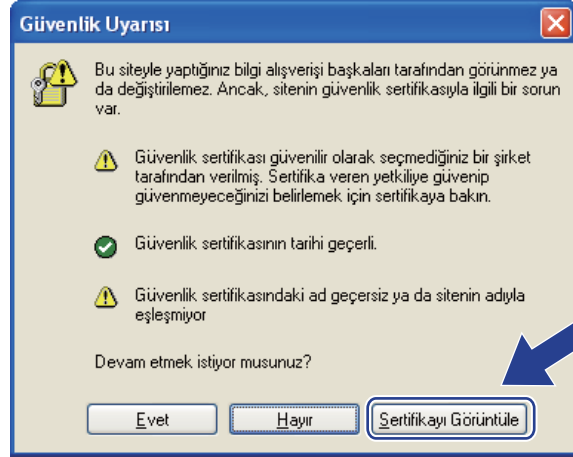 Güvenlik Uyarısı
Bu siteyle yaptığınız bilgi alışverişi başkaları tarafından görünmez ya
da değiştirilemez. Ancak, sitenin güvenlik sertifikasıyla ilgili bir sorun
var.
Güvenlik sertifikası güvenilir olarak seçmediğiniz bir şirket
tarafından verilmiş. Sertifika veren yetkiliye güvenip
güvenmeyeceğinizi belirlemek için sertifikaya bakın.
Güvenlik sertifikasının tarihi geçerli.
Güvenlik sertifikasındaki ad geçersiz ya da sitenin adıyla
eşleşmiyor
Devam etmek istiyor musunuz?
Evet
Hayır
Sertifikayı Görüntüle